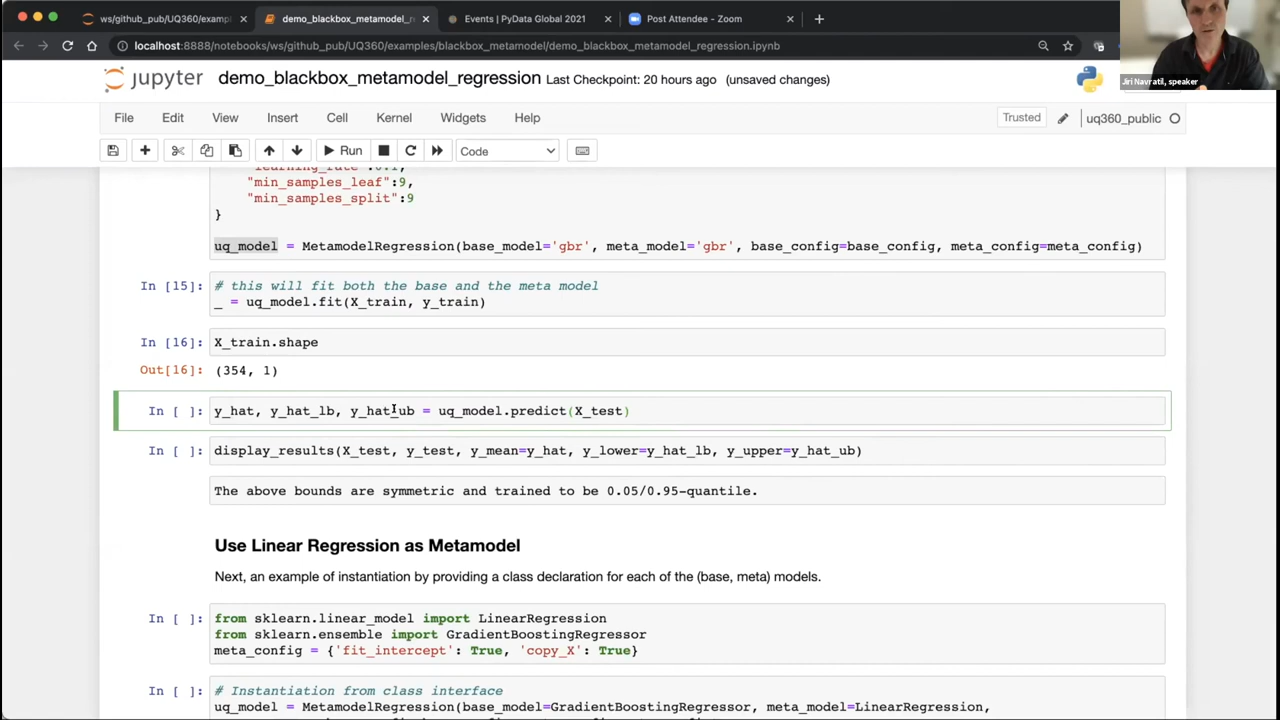 ws/github_pub/UQ360/exampl
demo_blackbox_metamodel_r
Events | PyData Global 2021
Post Attendee - Zoom
localhost:8888/notebooks/ws/github_pub/UQ360/examples/blackbox_metamodel/demo_blackbox_metamodel_regression.ipynb
Jiri Navratil, speaker
jupyter demo_blackbox_metamodel_regression Last Checkpoint: 20 hours ago (unsaved changes)
File Edit View Insert Cell Kernel Widgets Help Trusted uq360_public
Run Code
"learning_rate":0.1,
"min_samples_leaf":9,
"min_samples_split":9
}
uq_model = MetamodelRegression(base_model='gbr', meta_model='gbr', base_config=base_config, meta_config=meta_config)
In [15]: # this will fit both the base and the meta model
_ = uq_model.fit(X_train, y_train)
In [16]: X_train.shape
Out[16]: (354, 1)
In [ ]: y_hat, y_hat_lb, y_hat_ub = uq_model.predict(X_test)
In [ ]: display_results(X_test, y_test, y_mean=y_hat, y_lower=y_hat_lb, y_upper=y_hat_ub)
The above bounds are symmetric and trained to be 0.05/0.95-quantile.
Use Linear Regression as Metamodel
Next, an example of instantiation by providing a class declaration for each of the (base, meta) models.
In [ ]: from sklearn.linear_model import LinearRegression
from sklearn.ensemble import GradientBoostingRegressor
meta_config = {'fit_intercept': True, 'copy_X': True}
In [ ]: # Instantiation from class interface
uq_model = MetamodelRegression(base_model=GradientBoostingRegressor, meta_model=LinearRegression,